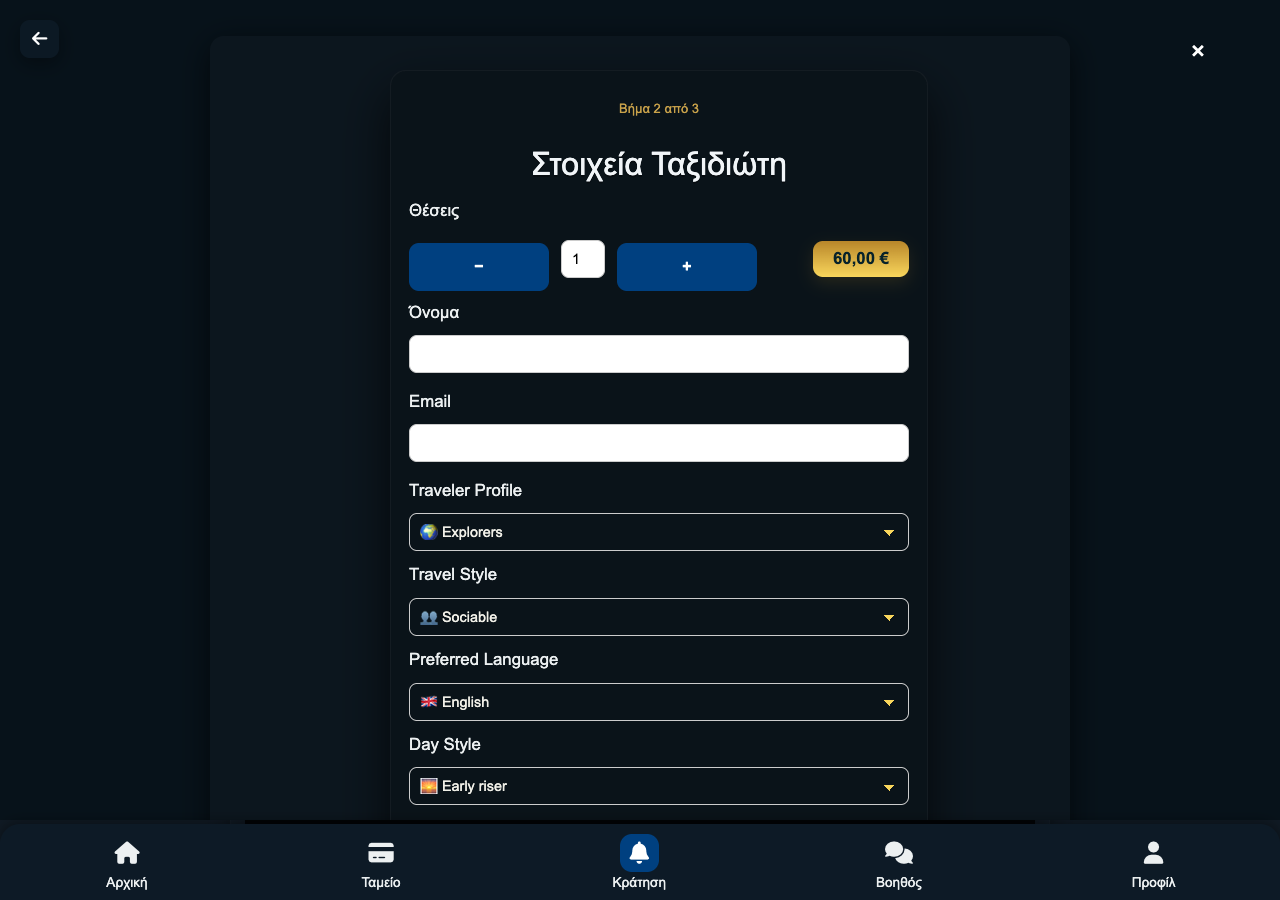 Βήμα 2 από 3
Στοιχεία Ταξιδιώτη
Θέσεις
− 1 + 60,00 €
Όνομα
Email
Traveler Profile
🌍 Explorers
Travel Style
👥 Sociable
Preferred Language
🇬🇧 English
Day Style
🌅 Early riser
Αρχική Ταμείο Κράτηση Βοηθός Προφίλ